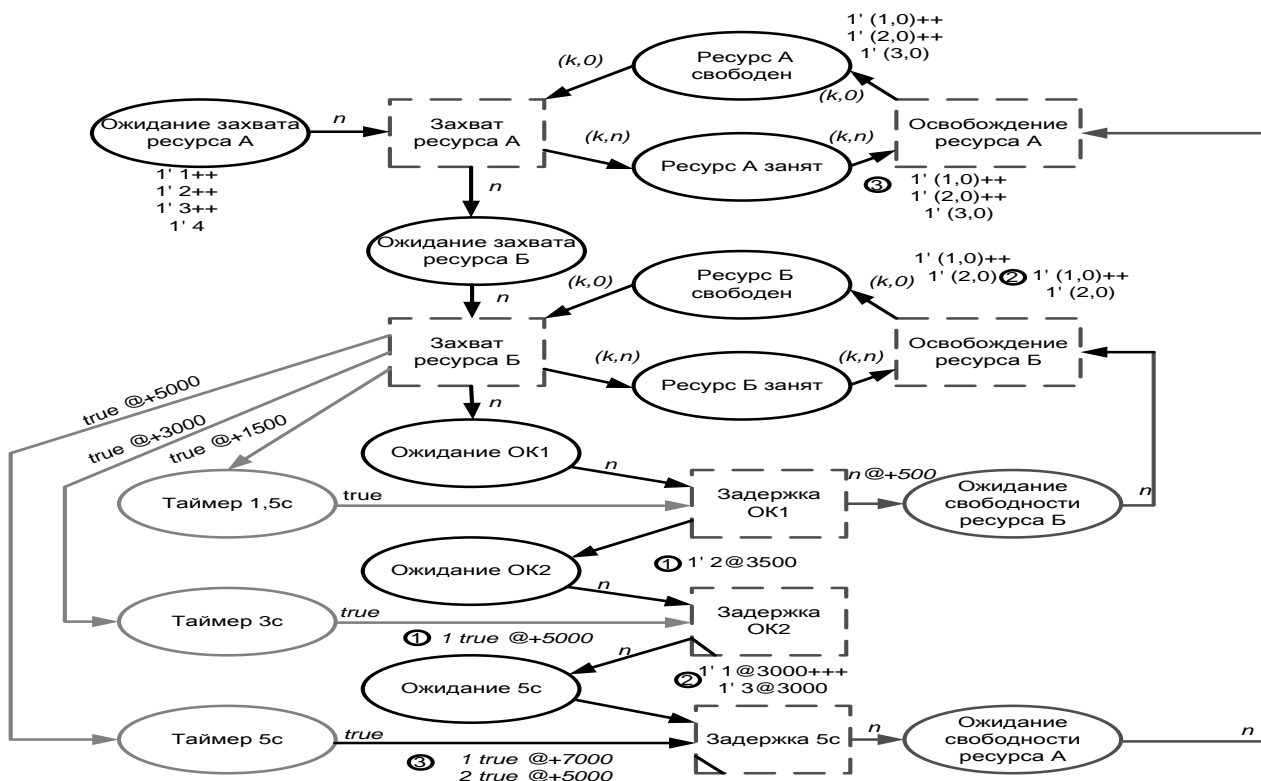 1' (1,0)++
1' (2,0)++
1' (3,0)
Ресурс А
свободен
(k,0)
(k,0)
n
Ожидание захвата
ресурса А
Захват
ресурса А
(k,n)
(k,n)
Ресурс А занят
Освобождение
ресурса А
1' 1++
1' 2++
1' 3++
1' 4
3
1' (1,0)++
1' (2,0)++
1' (3,0)
n
Ожидание захвата
ресурса Б
n
(k,0)
Ресурс Б
свободен
(k,0)
1' (1,0)++
1' (2,0)
2
1' (1,0)++
1' (2,0)
Захват
ресурса Б
(k,n)
(k,n)
Ресурс Б занят
Освобождение
ресурса Б
true @+5000
true @+3000
true @+1500
n
Ожидание ОК1
n
Таймер 1,5с
true
Задержка
ОК1
n@+500
Ожидание
свободности
ресурса Б
n
1
1' 2@3500
Ожидание ОК2
n
Таймер 3с
true
Задержка
ОК2
1
1 true @+5000
n
2
1' 1@3000+++
1' 3@3000
Ожидание 5с
Таймер 5с
true
Задержка 5с
n
Ожидание
свободности
ресурса А
n
3
1 true @+7000
2 true @+5000